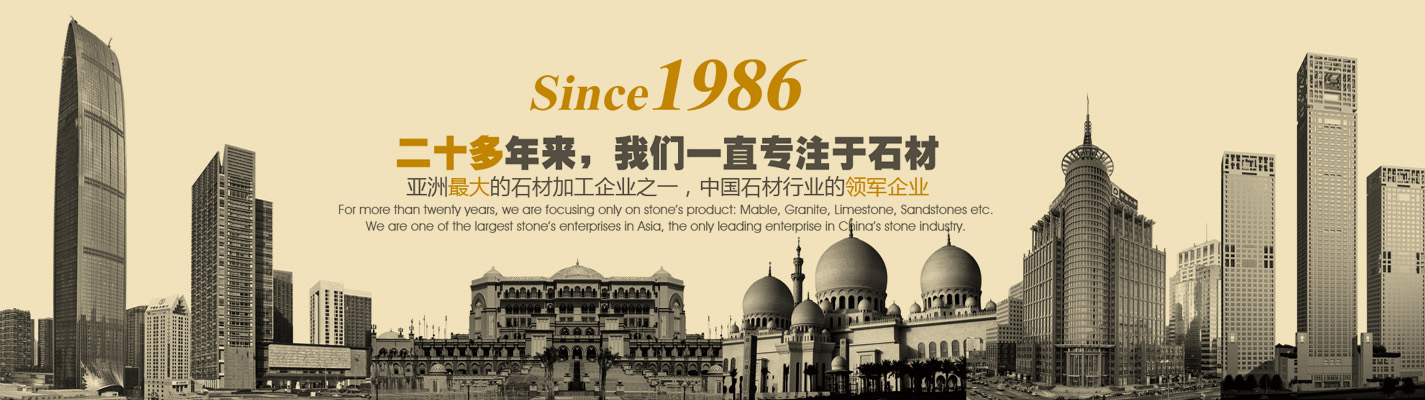 Since 1986
二十多年来，我们一直专注于石材
亚洲最大的石材加工企业之一，中国石材行业的领军企业
For more than twenty years, we are focusing only on stone's product: Mable, Granite, Limestone, Sandstones etc.
We are one of the largest stone's enterprises in Asia, the only leading enterprise in China's stone industry.